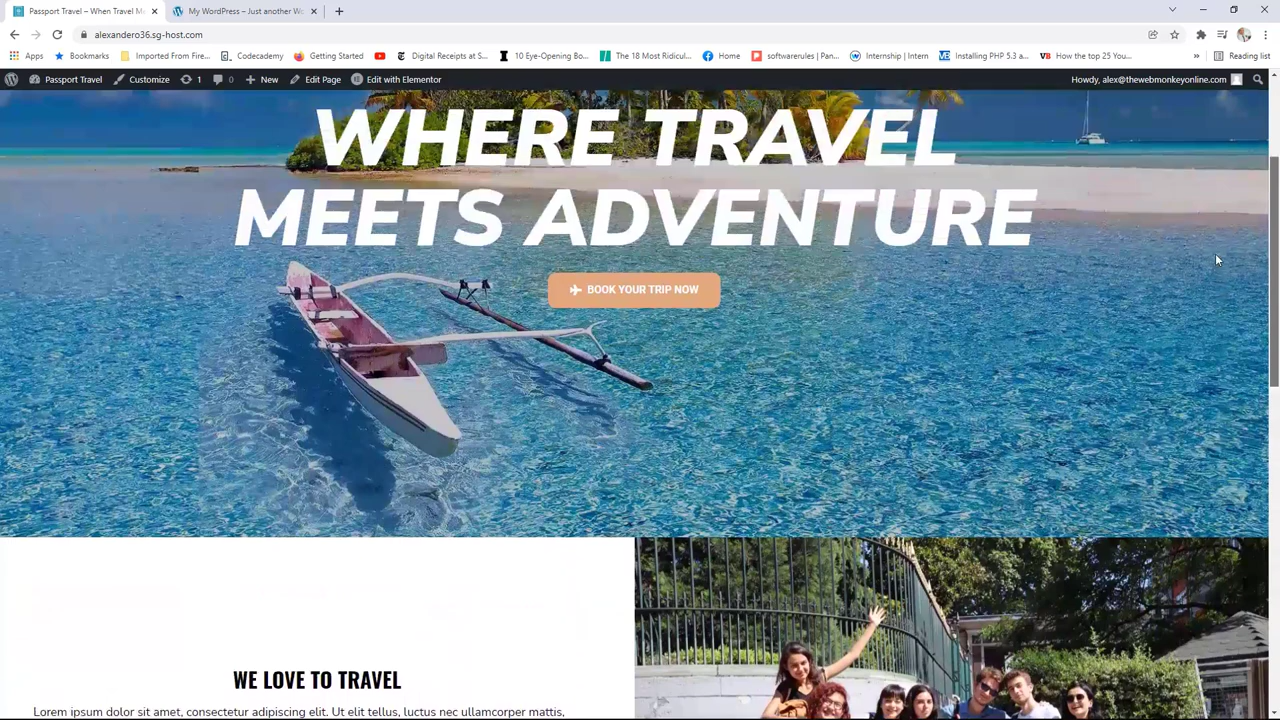 Passport Travel – When Travel M
My WordPress – Just another Wo
alexandero36.sg-host.com
Apps
Bookmarks
Imported From Firef...
Codecademy
Getting Started
Digital Receipts at S...
10 Eye-Opening Bo...
The 18 Most Ridicul...
Home
softwarerules | Pan...
Internship | Intern
Installing PHP 5.3 a...
How the top 25 You...
»
Reading list
Passport Travel
Customize
1
0
New
Edit Page
Edit with Elementor
Howdy, alex@thewebmonkeyonline.com
WHERE TRAVEL
MEETS ADVENTURE
BOOK YOUR TRIP NOW
WE LOVE TO TRAVEL
Lorem ipsum dolor sit amet, consectetur adipiscing elit. Ut elit tellus, luctus nec ullamcorper mattis,